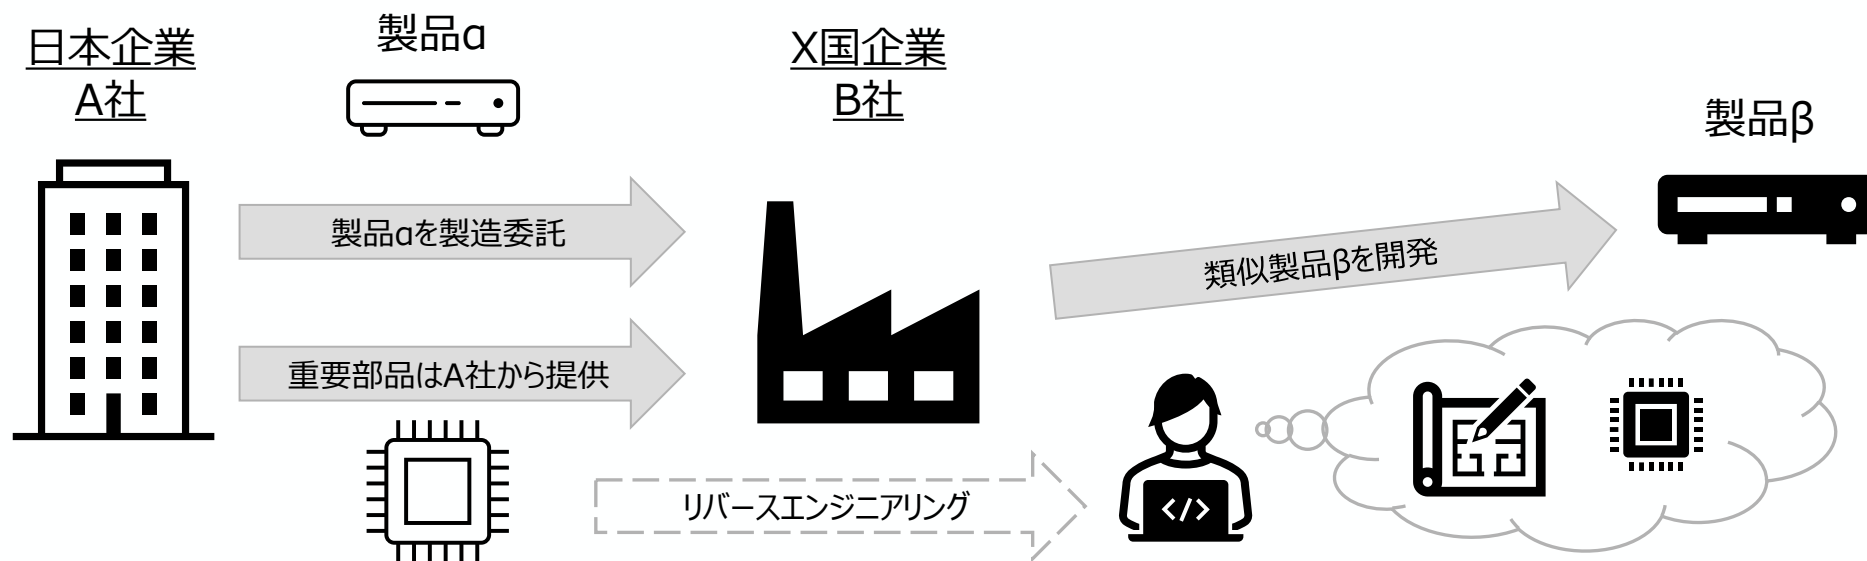 日本企業
A社
製品α
X国企業
B社
製品β
製品αを製造委託
類似製品βを開発
重要部品はA社から提供
リバースエンジニアリング
</>